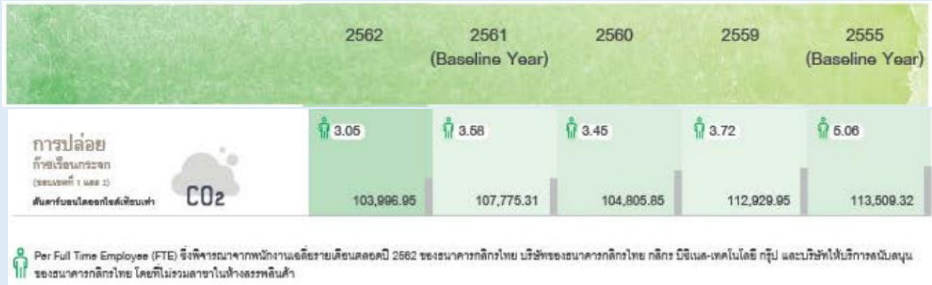 2562 2561 2560 2559 2555
(Baseline Year) (Baseline Year)
3.05 3.58 3.45 3.72 5.06
การปล่อย
ก๊าซเรือนกระจก
(ขอบเขตที่ 1 และ 2)
ตันคาร์บอนไดออกไซด์เทียบเท่า
CO2
103,996.95 107,775.31 104,805.85 112,929.95 113,509.32
Per Full Time Employee (FTE) ซึ่งพิจารณาจากพนักงานเฉลี่ยรายเดือนตลอดปี 2562 ของธนาคารกสิกรไทย บริษัทของธนาคารกสิกรไทย กสิกร บิซิเนส-เทคโนโลยี กรุ๊ป และบริษัทให้บริการสนับสนุน
ของธนาคารกสิกรไทย โดยที่ไม่รวมสาขาในห้างสรรพสินค้า